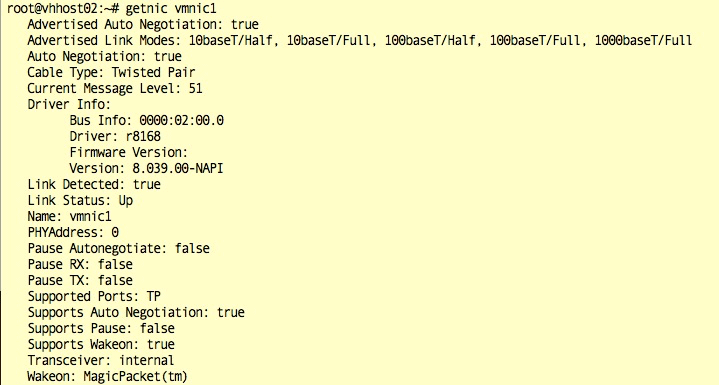 root@vhhost02:~# getnic vmnic1
Advertised Auto Negotiation: true
Advertised Link Modes: 10baseT/Half, 10baseT/Full, 100baseT/Half, 100baseT/Full, 1000baseT/Full
Auto Negotiation: true
Cable Type: Twisted Pair
Current Message Level: 51
Driver Info:
Bus Info: 0000:02:00.0
Driver: r8168
Firmware Version:
Version: 8.039.00-NAPI
Link Detected: true
Link Status: Up
Name: vmnic1
PHYAddress: 0
Pause Autonegotiate: false
Pause RX: false
Pause TX: false
Supported Ports: TP
Supports Auto Negotiation: true
Supports Pause: false
Supports Wakeon: true
Transceiver: internal
Wakeon: MagicPacket(tm)